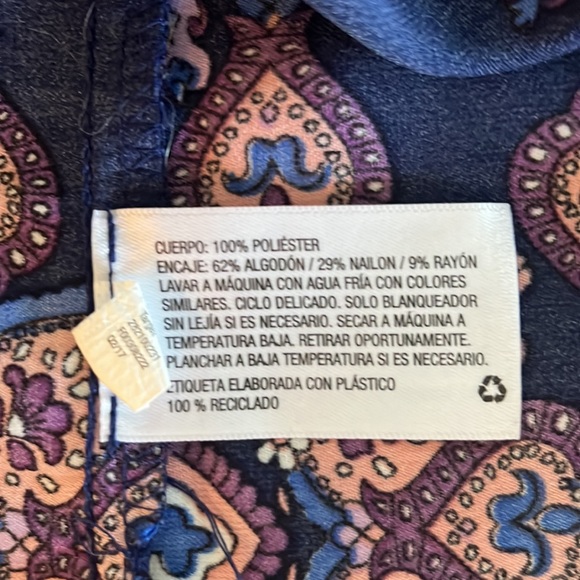 CUERPO: 100% POLIÉSTER
ENCAJE: 62% ALGODÓN / 29% NAILON / 9% RAYÓN
LAVAR A MÁQUINA CON AGUA FRÍA CON COLORES
SIMILARES. CICLO DELICADO. SOLO BLANQUEADOR
SIN LEJÍA SI ES NECESARIO. SECAR A MÁQUINA A
TEMPERATURA BAJA. RETIRAR OPORTUNAMENTE.
PLANCHAR A BAJA TEMPERATURA SI ES NECESARIO.
ETIQUETA ELABORADA CON PLÁSTICO
100 % RECICLADO